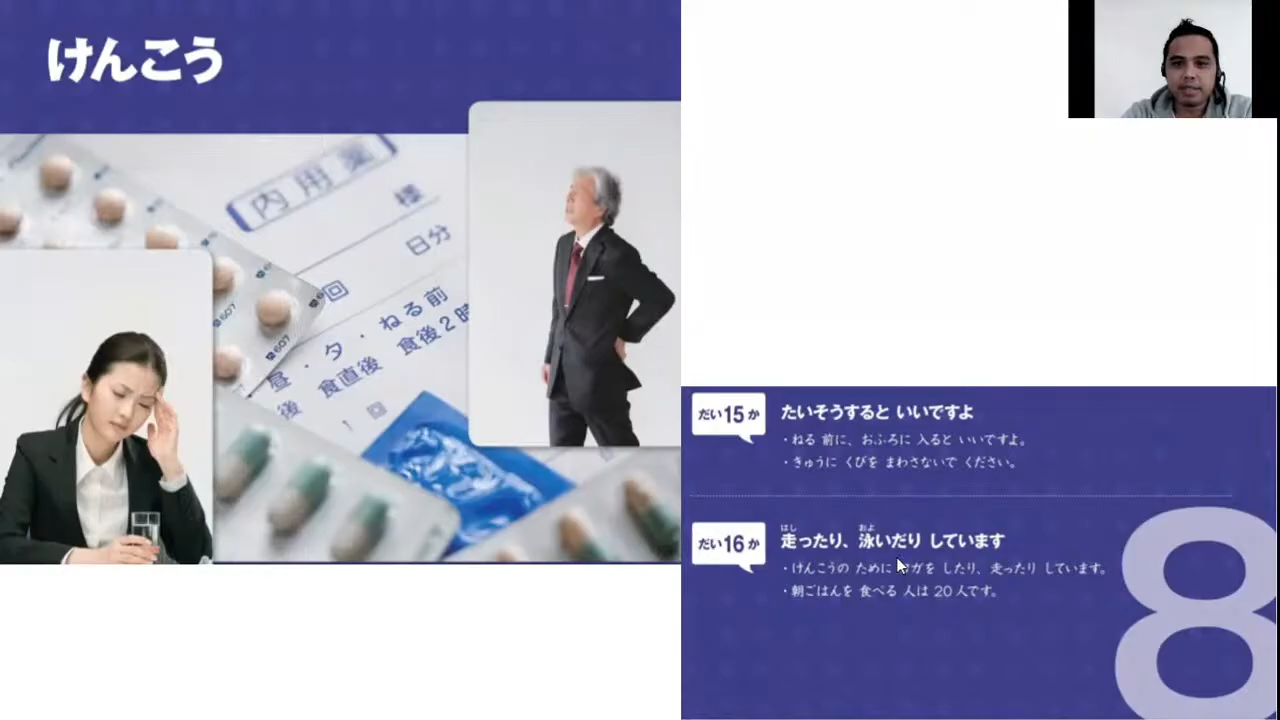 けんこう
内用薬
様
日分
回
昼・夕・ねる前
食直後 食後2時
後
回
607
607
607
だい15か
たいそうすると いいですよ
・ねる 前に、おふろに 入ると いいですよ。
・きゅうに くびを まわさないで ください。
だい16か
はし およ
走ったり、泳いだり しています
・けんこうの ために ヨガを したり、走ったり しています。
・朝ごはんを 食べる 人は 20人です。
8